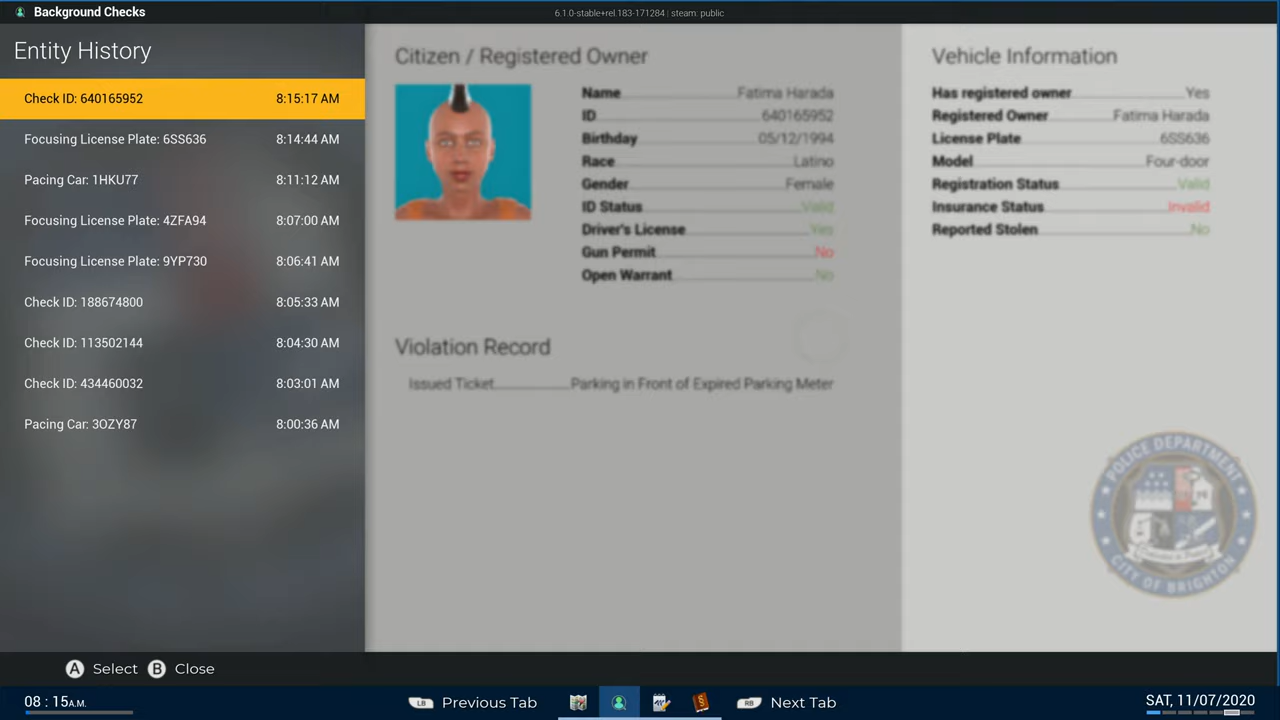 Background Checks
6.1.0-stable+rel.183-171284 | steam: public
Entity History
Check ID: 640165952 8:15:17 AM
Focusing License Plate: 6SS636 8:14:44 AM
Pacing Car: 1HKU77 8:11:12 AM
Focusing License Plate: 4ZFA94 8:07:00 AM
Focusing License Plate: 9YP730 8:06:41 AM
Check ID: 188674800 8:05:33 AM
Check ID: 113502144 8:04:30 AM
Check ID: 434460032 8:03:01 AM
Pacing Car: 3OZY87 8:00:36 AM
Citizen / Registered Owner
Name Fatima Harada
ID 640165952
Birthday 05/12/1994
Race Latino
Gender Female
ID Status Valid
Driver's License Yes
Gun Permit No
Open Warrant No
Violation Record
Issued Ticket Parking in Front of Expired Parking Meter
Vehicle Information
Has registered owner Yes
Registered Owner Fatima Harada
License Plate 6SS636
Model Four-door
Registration Status Valid
Insurance Status Invalid
Reported Stolen No
POLICE DEPARTMENT
CITY OF BRIGHTON
A Select B Close
08 : 15 A.M.
LB Previous Tab
RB Next Tab
SAT, 11/07/2020